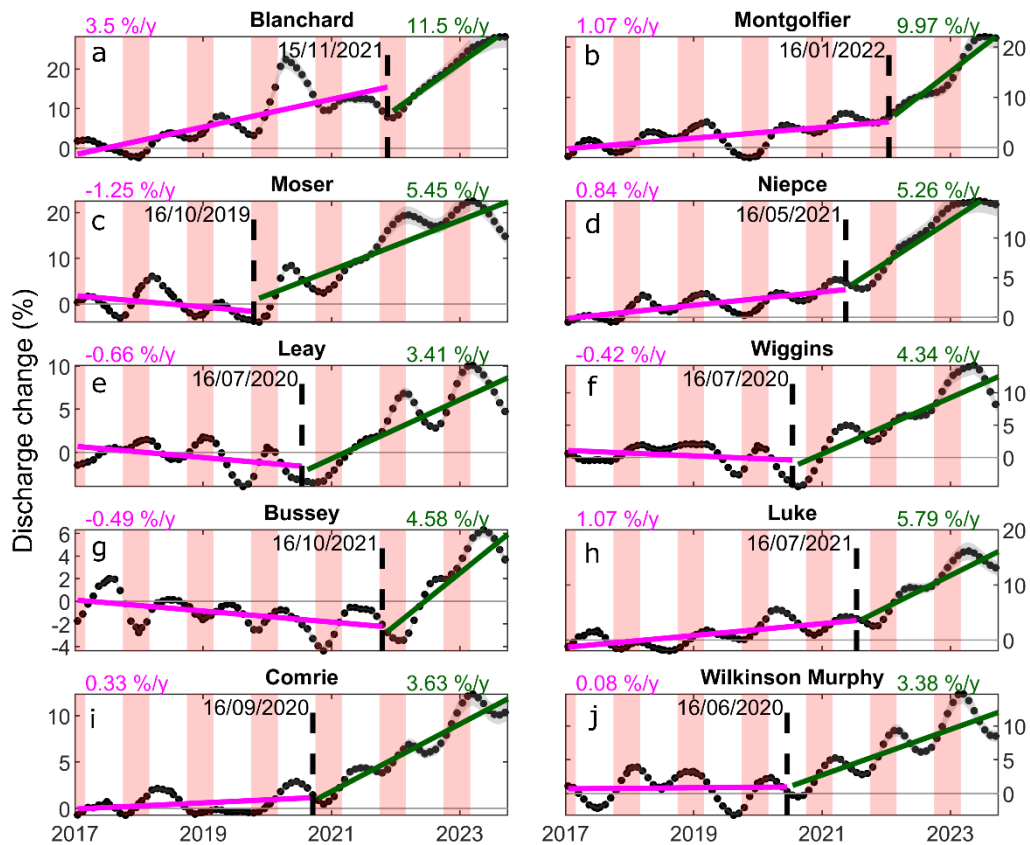 Blanchard
3.5 %/y
11.5 %/y
15/11/2021
a
20
10
0
Montgolfier
1.07 %/y
9.97 %/y
16/01/2022
b
20
10
0
Moser
-1.25 %/y
5.45 %/y
16/10/2019
c
20
10
0
Niepce
0.84 %/y
5.26 %/y
16/05/2021
d
15
10
5
0
Leay
-0.66 %/y
3.41 %/y
16/07/2020
e
10
5
0
Wiggins
-0.42 %/y
4.34 %/y
16/07/2020
f
10
5
0
Bussey
-0.49 %/y
4.58 %/y
16/10/2021
g
6
4
2
0
-2
-4
Luke
1.07 %/y
5.79 %/y
16/07/2021
h
20
10
0
Comrie
0.33 %/y
3.63 %/y
16/09/2020
i
10
5
0
Wilkinson Murphy
0.08 %/y
3.38 %/y
16/06/2020
j
10
5
0
Discharge change (%)
2017 2019 2021 2023
2017 2019 2021 2023